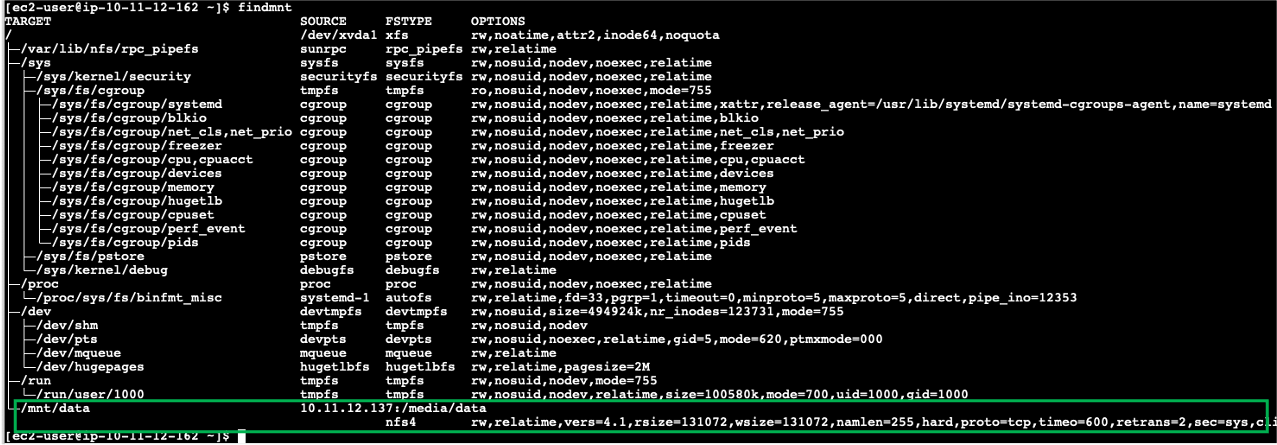 [ec2-user@ip-10-11-12-162 ~]$ findmnt
TARGET SOURCE FSTYPE OPTIONS
/ /dev/xvda1 xfs rw,noatime,attr2,inode64,noquota
├─/var/lib/nfs/rpc_pipefs sunrpc rpc_pipefs rw,relatime
├─/sys sysfs sysfs rw,nosuid,nodev,noexec,relatime
│ ├─/sys/kernel/security securityfs securityfs rw,nosuid,nodev,noexec,relatime
│ ├─/sys/fs/cgroup tmpfs tmpfs ro,nosuid,nodev,noexec,mode=755
│ │ ├─/sys/fs/cgroup/systemd cgroup cgroup rw,nosuid,nodev,noexec,relatime,xattr,release_agent=/usr/lib/systemd/systemd-cgroups-agent,name=systemd
│ │ ├─/sys/fs/cgroup/blkio cgroup cgroup rw,nosuid,nodev,noexec,relatime,blkio
│ │ ├─/sys/fs/cgroup/net_cls,net_prio cgroup cgroup rw,nosuid,nodev,noexec,relatime,net_cls,net_prio
│ │ ├─/sys/fs/cgroup/freezer cgroup cgroup rw,nosuid,nodev,noexec,relatime,freezer
│ │ ├─/sys/fs/cgroup/cpu,cpuacct cgroup cgroup rw,nosuid,nodev,noexec,relatime,cpu,cpuacct
│ │ ├─/sys/fs/cgroup/devices cgroup cgroup rw,nosuid,nodev,noexec,relatime,devices
│ │ ├─/sys/fs/cgroup/memory cgroup cgroup rw,nosuid,nodev,noexec,relatime,memory
│ │ ├─/sys/fs/cgroup/hugetlb cgroup cgroup rw,nosuid,nodev,noexec,relatime,hugetlb
│ │ ├─/sys/fs/cgroup/cpuset cgroup cgroup rw,nosuid,nodev,noexec,relatime,cpuset
│ │ ├─/sys/fs/cgroup/perf_event cgroup cgroup rw,nosuid,nodev,noexec,relatime,perf_event
│ │ └─/sys/fs/cgroup/pids cgroup cgroup rw,nosuid,nodev,noexec,relatime,pids
│ ├─/sys/fs/pstore pstore pstore rw,nosuid,nodev,noexec,relatime
│ └─/sys/kernel/debug debugfs debugfs rw,relatime
├─/proc proc proc rw,nosuid,nodev,noexec,relatime
│ └─/proc/sys/fs/binfmt_misc systemd-1 autofs rw,relatime,fd=33,pgrp=1,timeout=0,minproto=5,maxproto=5,direct,pipe_ino=12353
├─/dev devtmpfs devtmpfs rw,nosuid,size=494924k,nr_inodes=123731,mode=755
│ ├─/dev/shm tmpfs tmpfs rw,nosuid,nodev
│ ├─/dev/pts devpts devpts rw,nosuid,noexec,relatime,gid=5,mode=620,ptmxmode=000
│ ├─/dev/mqueue mqueue mqueue rw,relatime
│ └─/dev/hugepages hugetlbfs hugetlbfs rw,relatime,pagesize=2M
├─/run tmpfs tmpfs rw,nosuid,nodev,mode=755
│ └─/run/user/1000 tmpfs tmpfs rw,nosuid,nodev,relatime,size=100580k,mode=700,uid=1000,gid=1000
└─/mnt/data 10.11.12.137:/media/data
nfs4 rw,relatime,vers=4.1,rsize=131072,wsize=131072,namlen=255,hard,proto=tcp,timeo=600,retrans=2,sec=sys,cli
[ec2-user@ip-10-11-12-162 ~]$